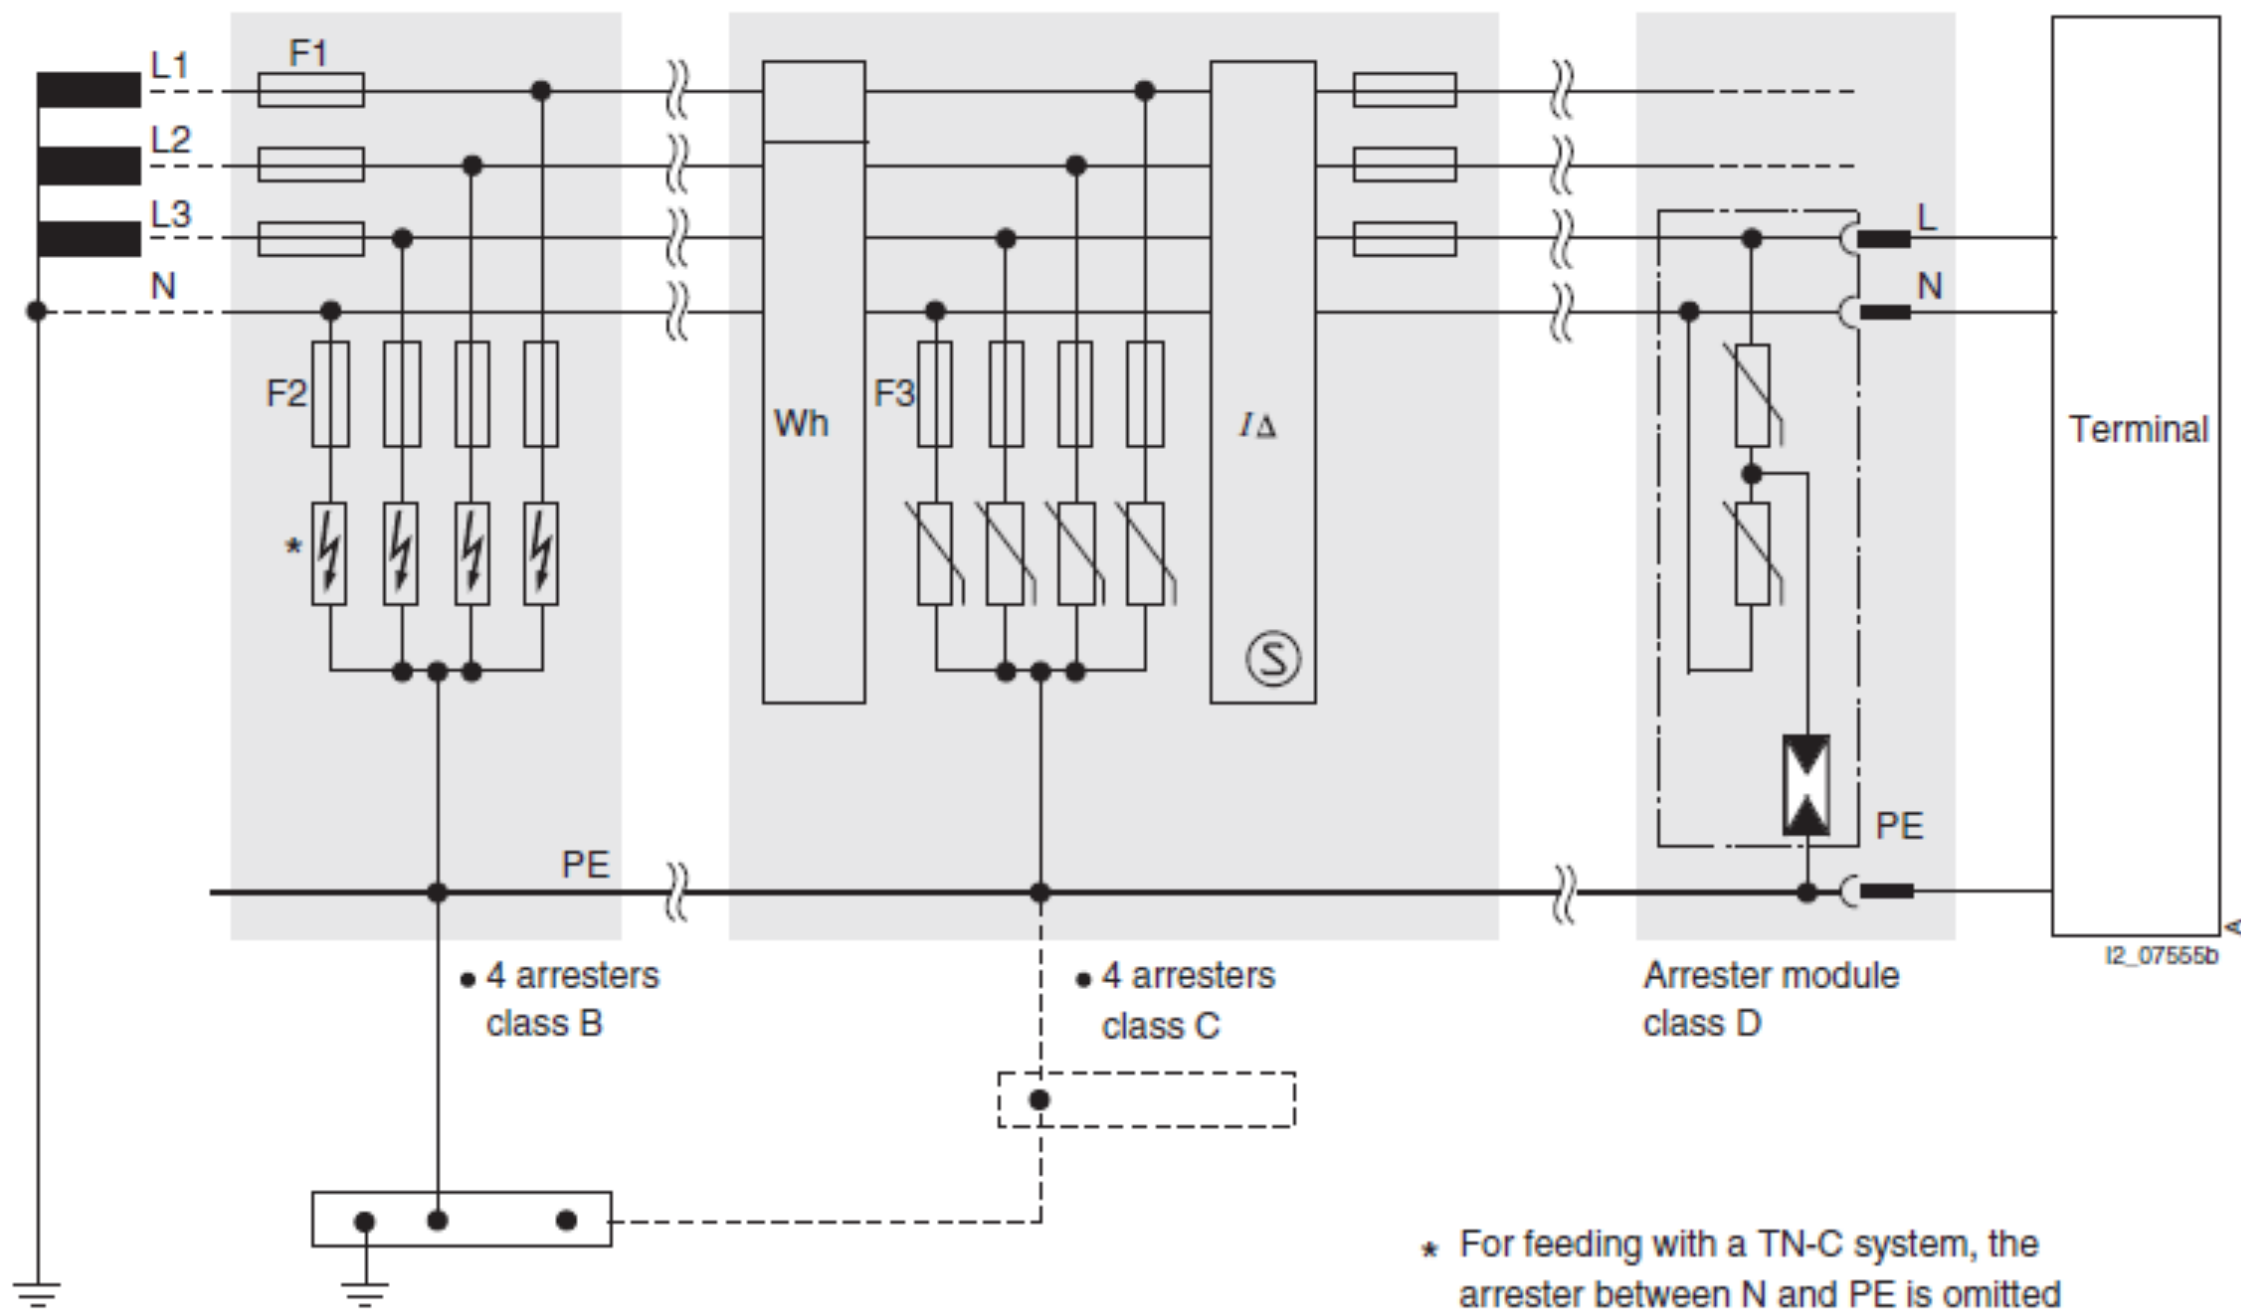 L1
F1
L2
L3
N
F2
*
Wh
F3
I∆
S
L
N
Terminal
PE
PE
I2_07555b
• 4 arresters
class B
• 4 arresters
class C
Arrester module
class D
* For feeding with a TN-C system, the
arrester between N and PE is omitted